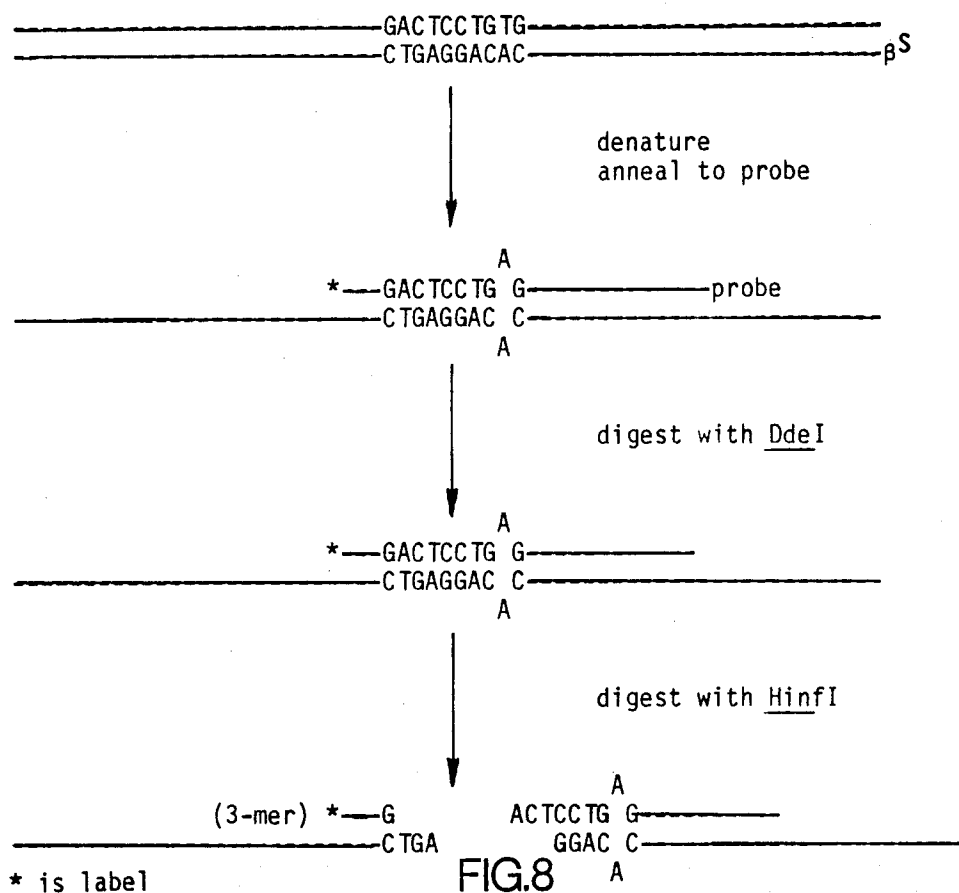 GACTCCTGTG
CTGAGGACAC βS
denature
anneal to probe
A
*—GACTCCTG G—probe
CTGAGGAC C
A
digest with DdeI
A
*—GACTCCTG G
CTGAGGAC C
A
digest with HinfI
A
(3-mer) *—G ACTCCTG G
CTGA GGAC C
A
* is label FIG.8